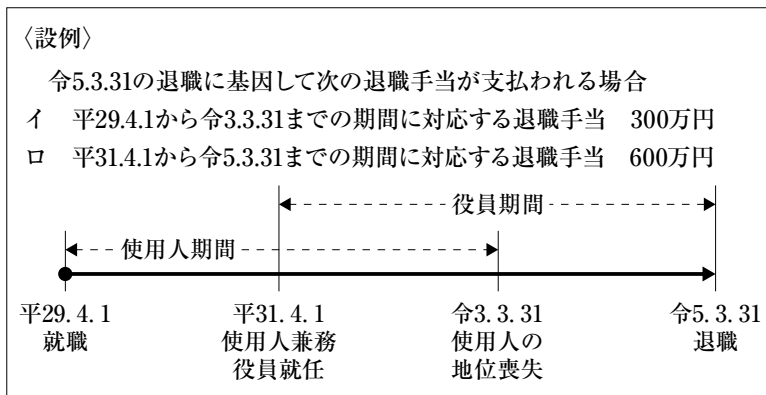 〈設例〉
令5.3.31の退職に基因して次の退職手当が支払われる場合
イ 平29.4.1から令3.3.31までの期間に対応する退職手当 300万円
ロ 平31.4.1から令5.3.31までの期間に対応する退職手当 600万円
役員期間
使用人期間
平29.4.1
就職
平31.4.1
使用人兼務
役員就任
令3.3.31
使用人の
地位喪失
令5.3.31
退職